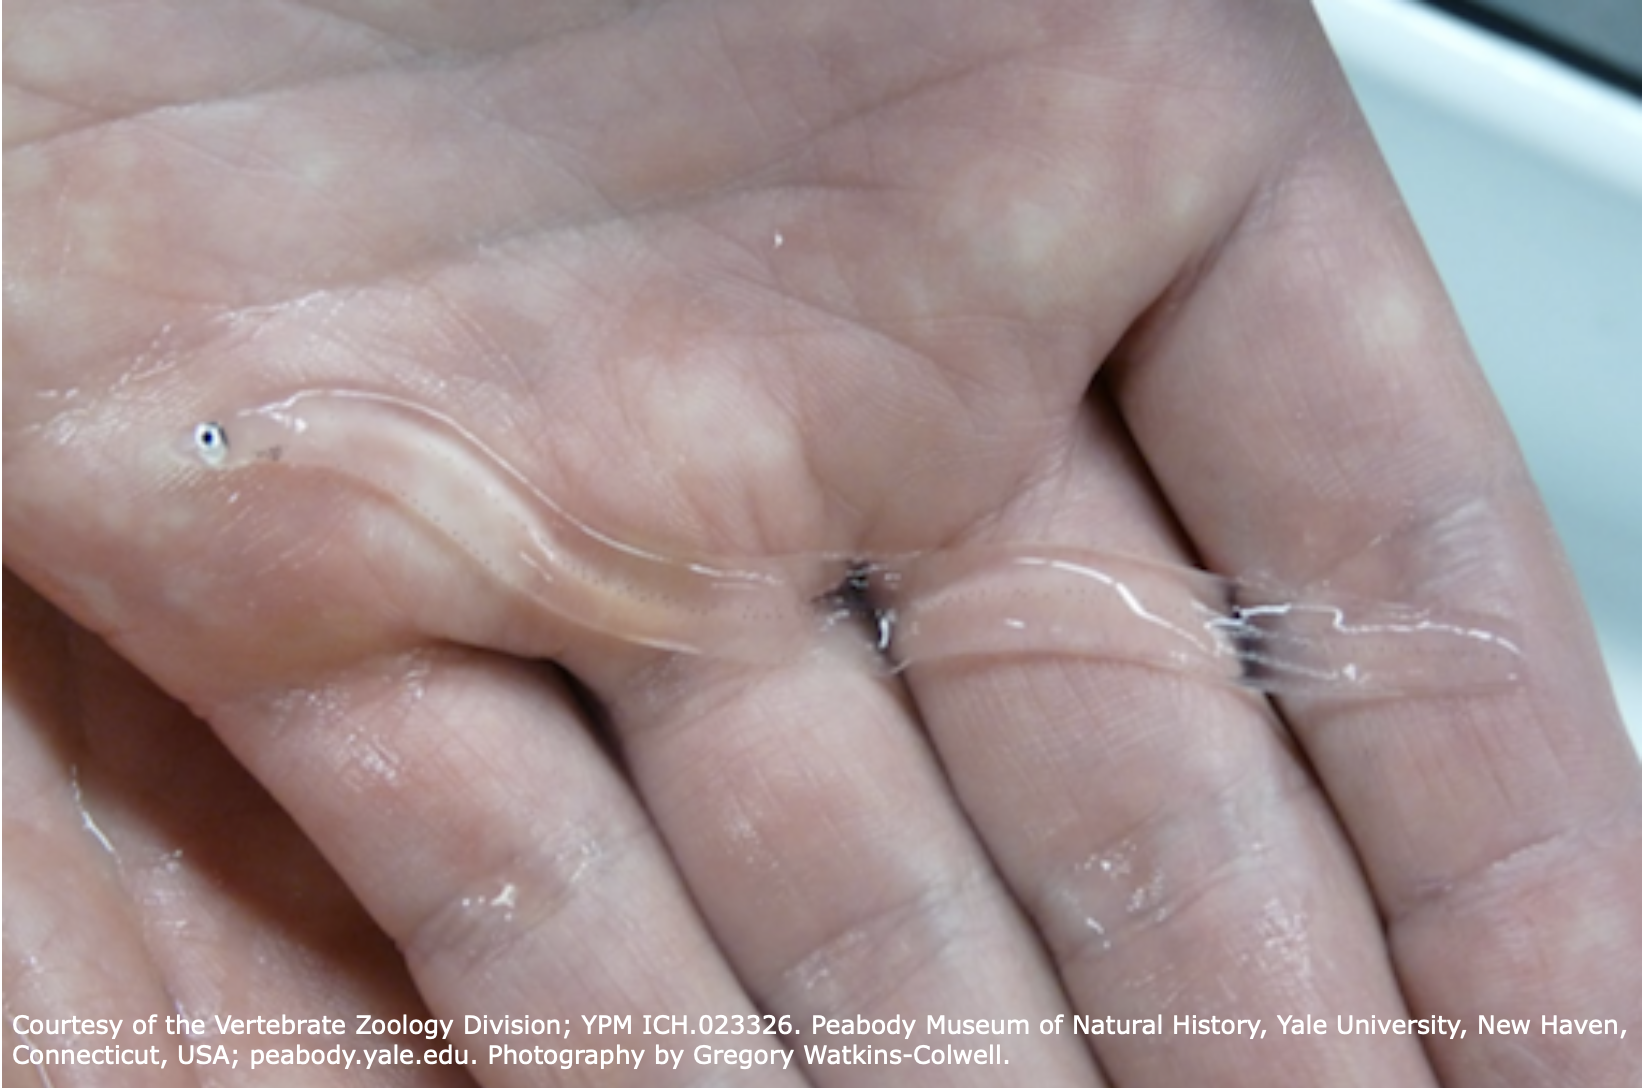 Courtesy of the Vertebrate Zoology Division; YPM ICH.023326. Peabody Museum of Natural History, Yale University, New Haven,
Connecticut, USA; peabody.yale.edu. Photography by Gregory Watkins-Colwell.